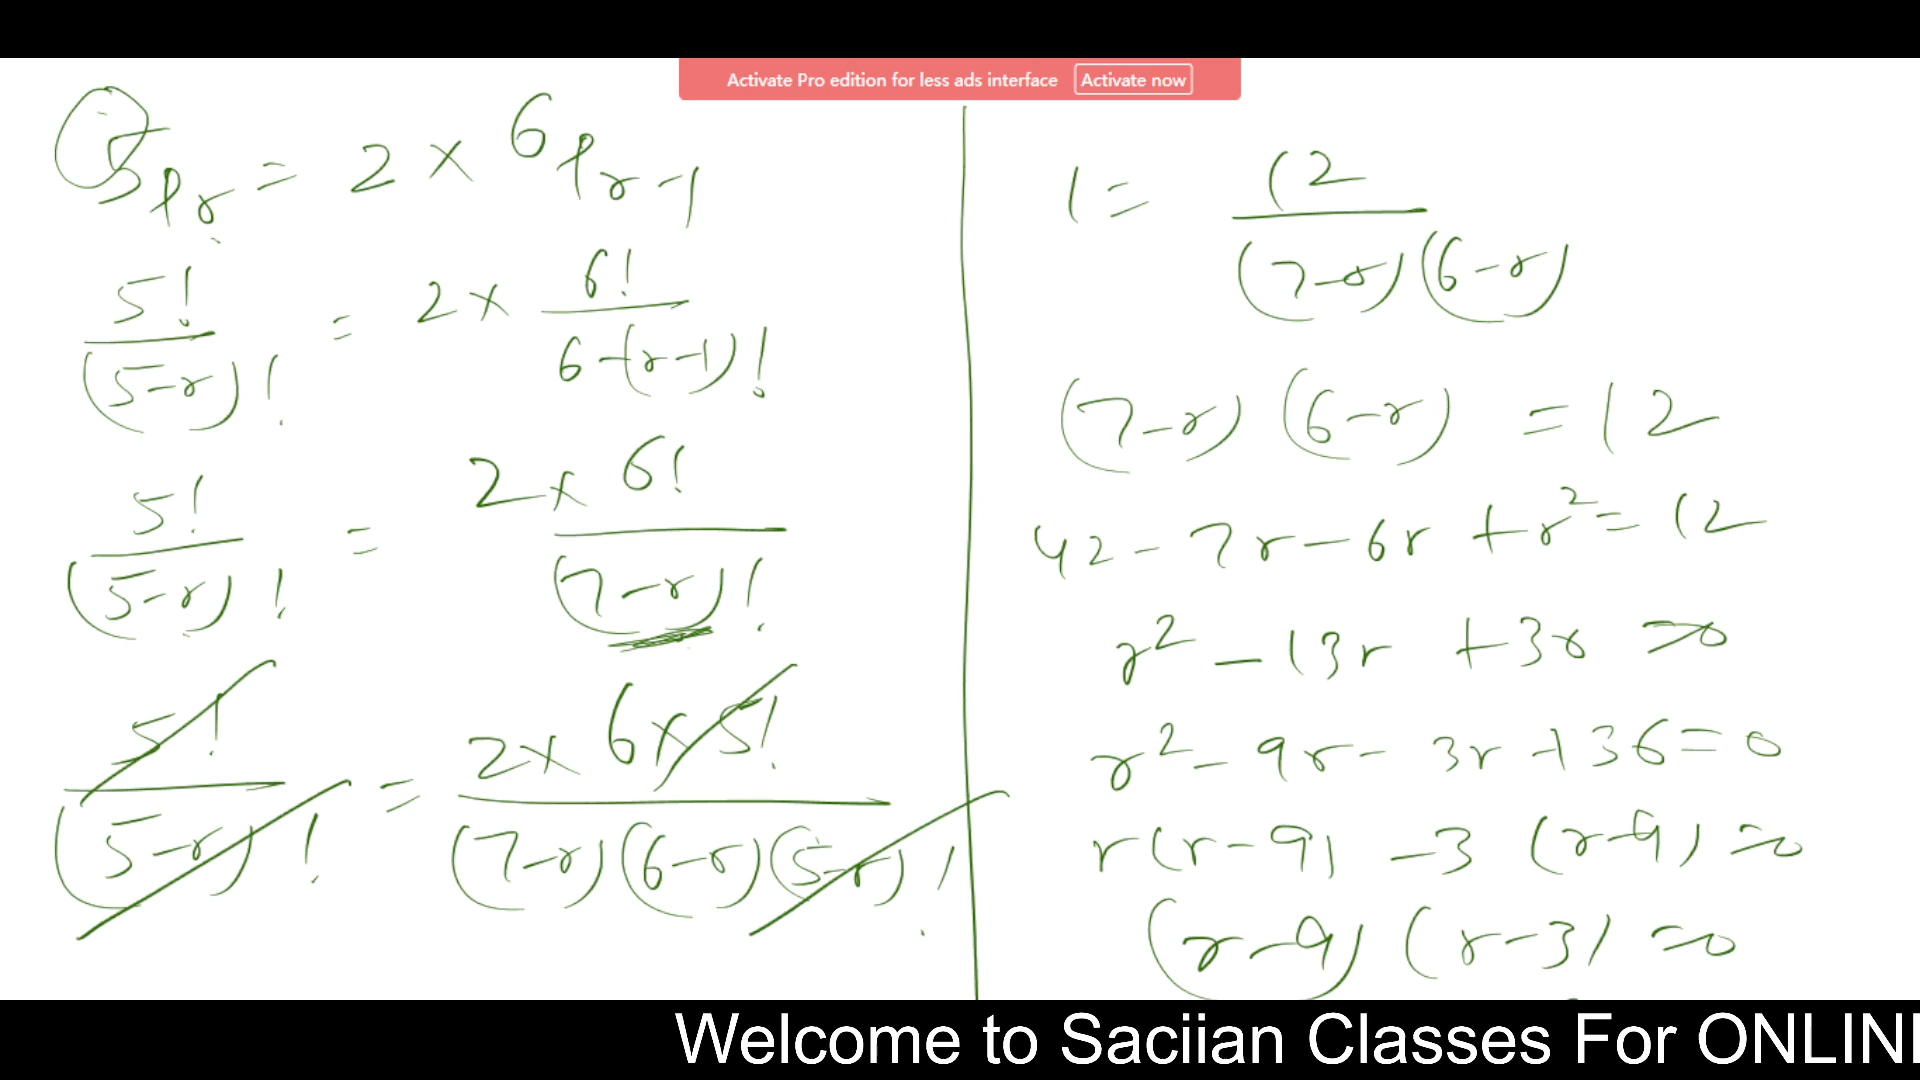 Activate Pro edition for less ads interface Activate now
5Pr = 2 × 6Pr-1
5!/(5-r)! = 2 × 6!/6-(r-1)!
5!/(5-r)! = 2×6!/(7-r)!
5!/(5-r)! = 2×6×5!/(7-r)(6-r)(5-r)!
1 = 12/(7-r)(6-r)
(7-r)(6-r) = 12
42-7r-6r+r²=12
r²-13r+3r=0
r²-9r-3r+36=0
r(r-9)-3(r-9)=0
(r-9)(r-3)=0
Welcome to Saciian Classes For ONLIN